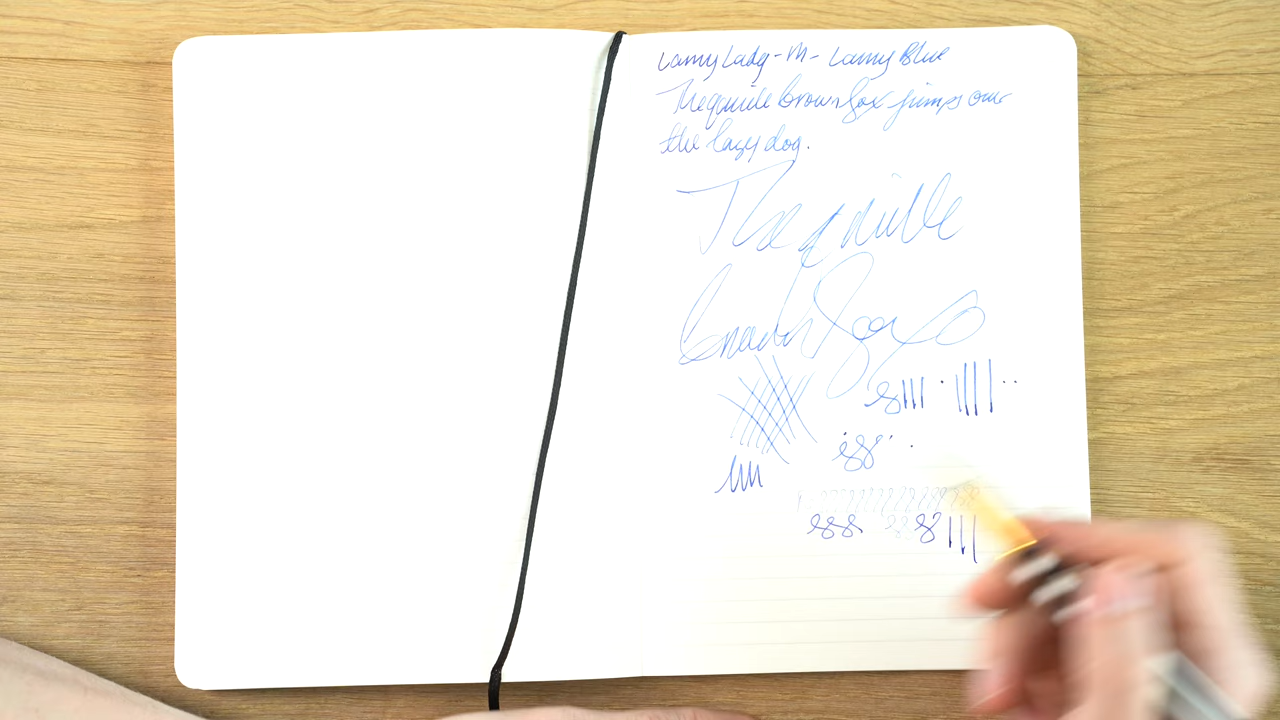 Lamy Lady - M - Lamy Blue
The quick brown fox jumps over
the lazy dog.
The quick
brown fox